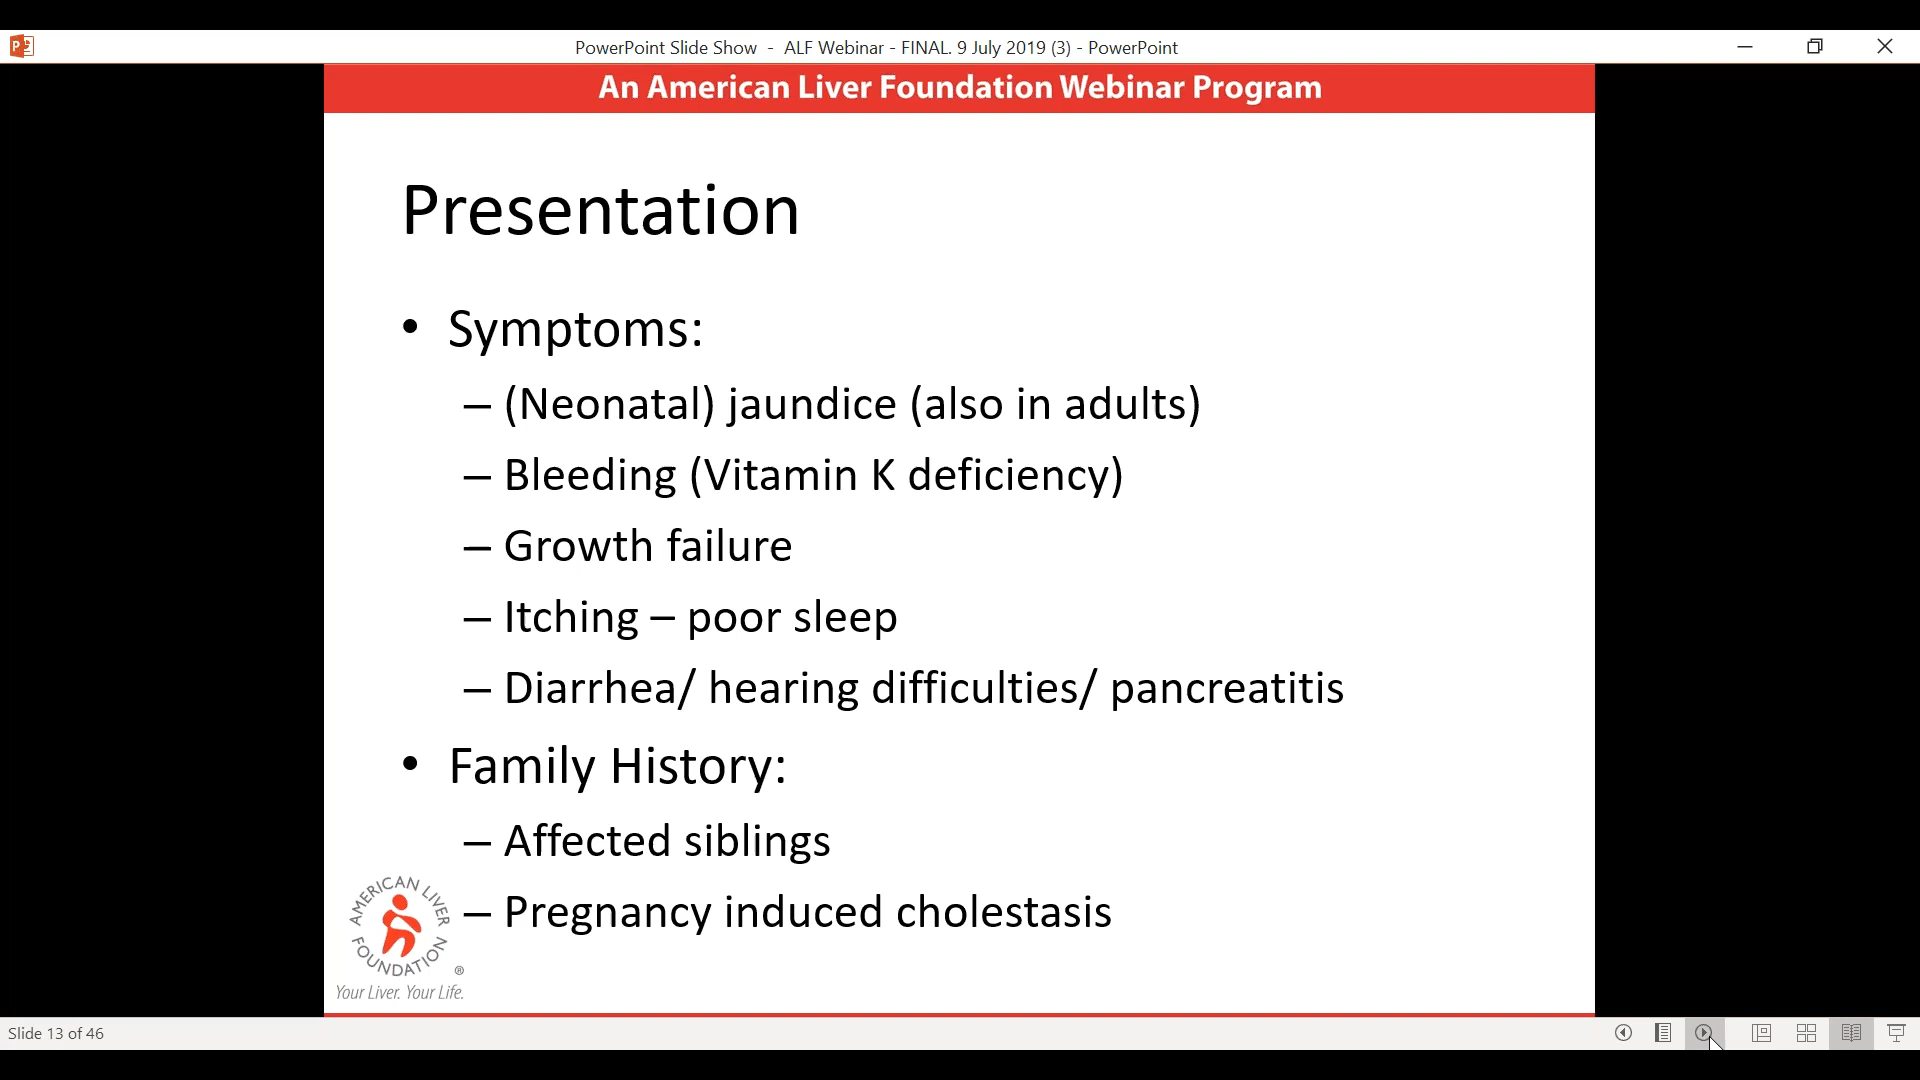 PowerPoint Slide Show - ALF Webinar - FINAL. 9 July 2019 (3) - PowerPoint
An American Liver Foundation Webinar Program
Presentation
• Symptoms:
– (Neonatal) jaundice (also in adults)
– Bleeding (Vitamin K deficiency)
– Growth failure
– Itching – poor sleep
– Diarrhea/ hearing difficulties/ pancreatitis
• Family History:
– Affected siblings
– Pregnancy induced cholestasis
AMERICAN LIVER FOUNDATION ®
Your Liver. Your Life.
Slide 13 of 46